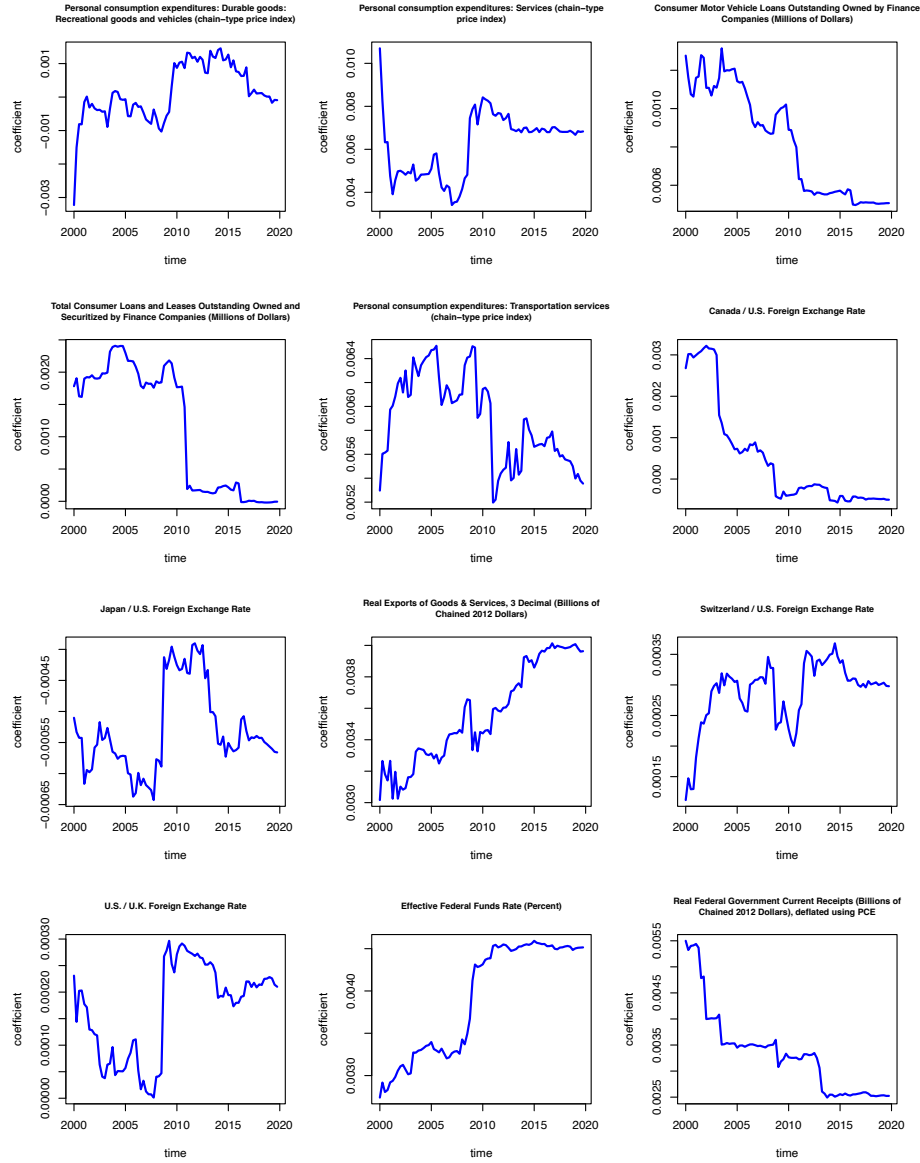 Personal consumption expenditures: Durable goods:
Recreational goods and vehicles (chain−type price index)
coefficient
−0.003
−0.001
0.001
2000 2005 2010 2015 2020
time
Personal consumption expenditures: Services (chain−type
price index)
coefficient
0.004
0.006
0.008
0.010
2000 2005 2010 2015 2020
time
Consumer Motor Vehicle Loans Outstanding Owned by Finance
Companies (Millions of Dollars)
coefficient
0.0006
0.0010
2000 2005 2010 2015 2020
time
Total Consumer Loans and Leases Outstanding Owned and
Securitized by Finance Companies (Millions of Dollars)
coefficient
0.0000
0.0010
0.0020
2000 2005 2010 2015 2020
time
Personal consumption expenditures: Transportation services
(chain−type price index)
coefficient
0.0052
0.0056
0.0060
0.0064
2000 2005 2010 2015 2020
time
Canada / U.S. Foreign Exchange Rate
coefficient
0.000
0.001
0.002
0.003
2000 2005 2010 2015 2020
time
Japan / U.S. Foreign Exchange Rate
coefficient
−0.00065
−0.00055
−0.00045
2000 2005 2010 2015 2020
time
Real Exports of Goods & Services, 3 Decimal (Billions of
Chained 2012 Dollars)
coefficient
0.0030
0.0034
0.0038
2000 2005 2010 2015 2020
time
Switzerland / U.S. Foreign Exchange Rate
coefficient
0.00015
0.00025
0.00035
2000 2005 2010 2015 2020
time
U.S. / U.K. Foreign Exchange Rate
coefficient
0.00000
0.00010
0.00020
0.00030
2000 2005 2010 2015 2020
time
Effective Federal Funds Rate (Percent)
coefficient
0.0030
0.0040
2000 2005 2010 2015 2020
time
Real Federal Government Current Receipts (Billions of
Chained 2012 Dollars), deflated using PCE
coefficient
0.0025
0.0035
0.0045
0.0055
2000 2005 2010 2015 2020
time